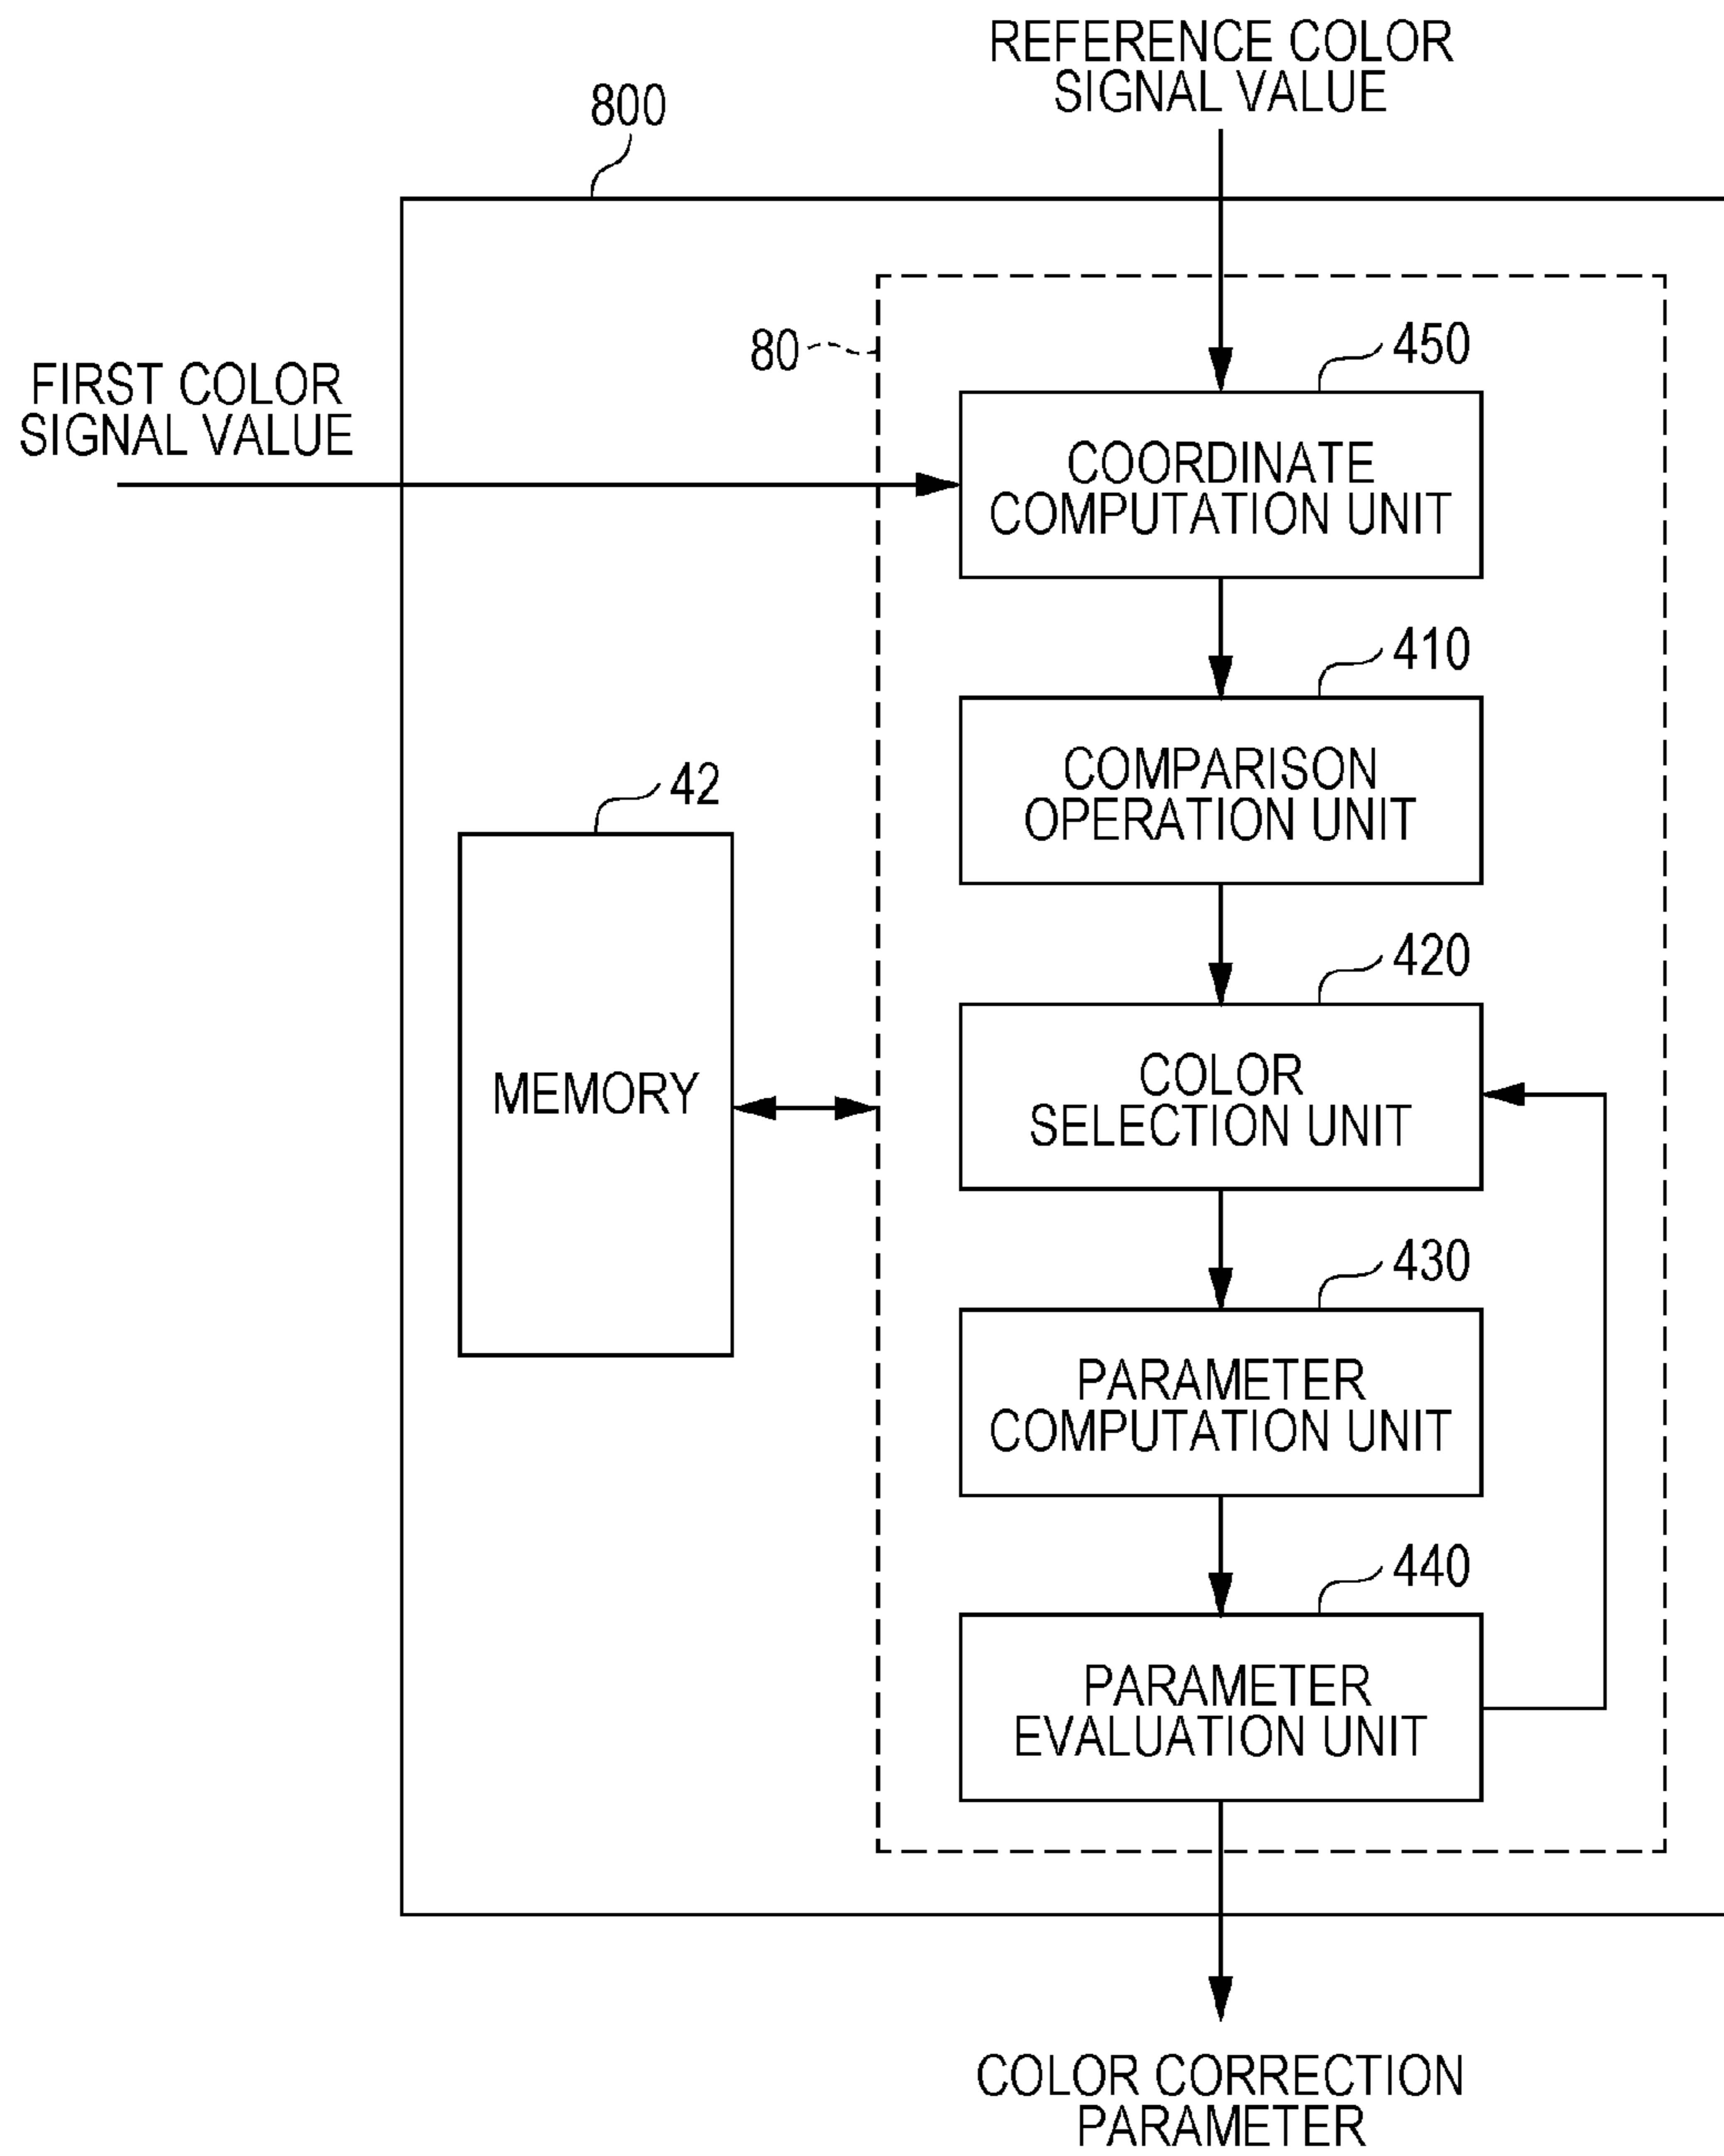 REFERENCE COLOR
SIGNAL VALUE
800
80
450
FIRST COLOR
SIGNAL VALUE
COORDINATE
COMPUTATION UNIT
410
COMPARISON
OPERATION UNIT
42
420
MEMORY
COLOR
SELECTION UNIT
430
PARAMETER
COMPUTATION UNIT
440
PARAMETER
EVALUATION UNIT
COLOR CORRECTION
PARAMETER